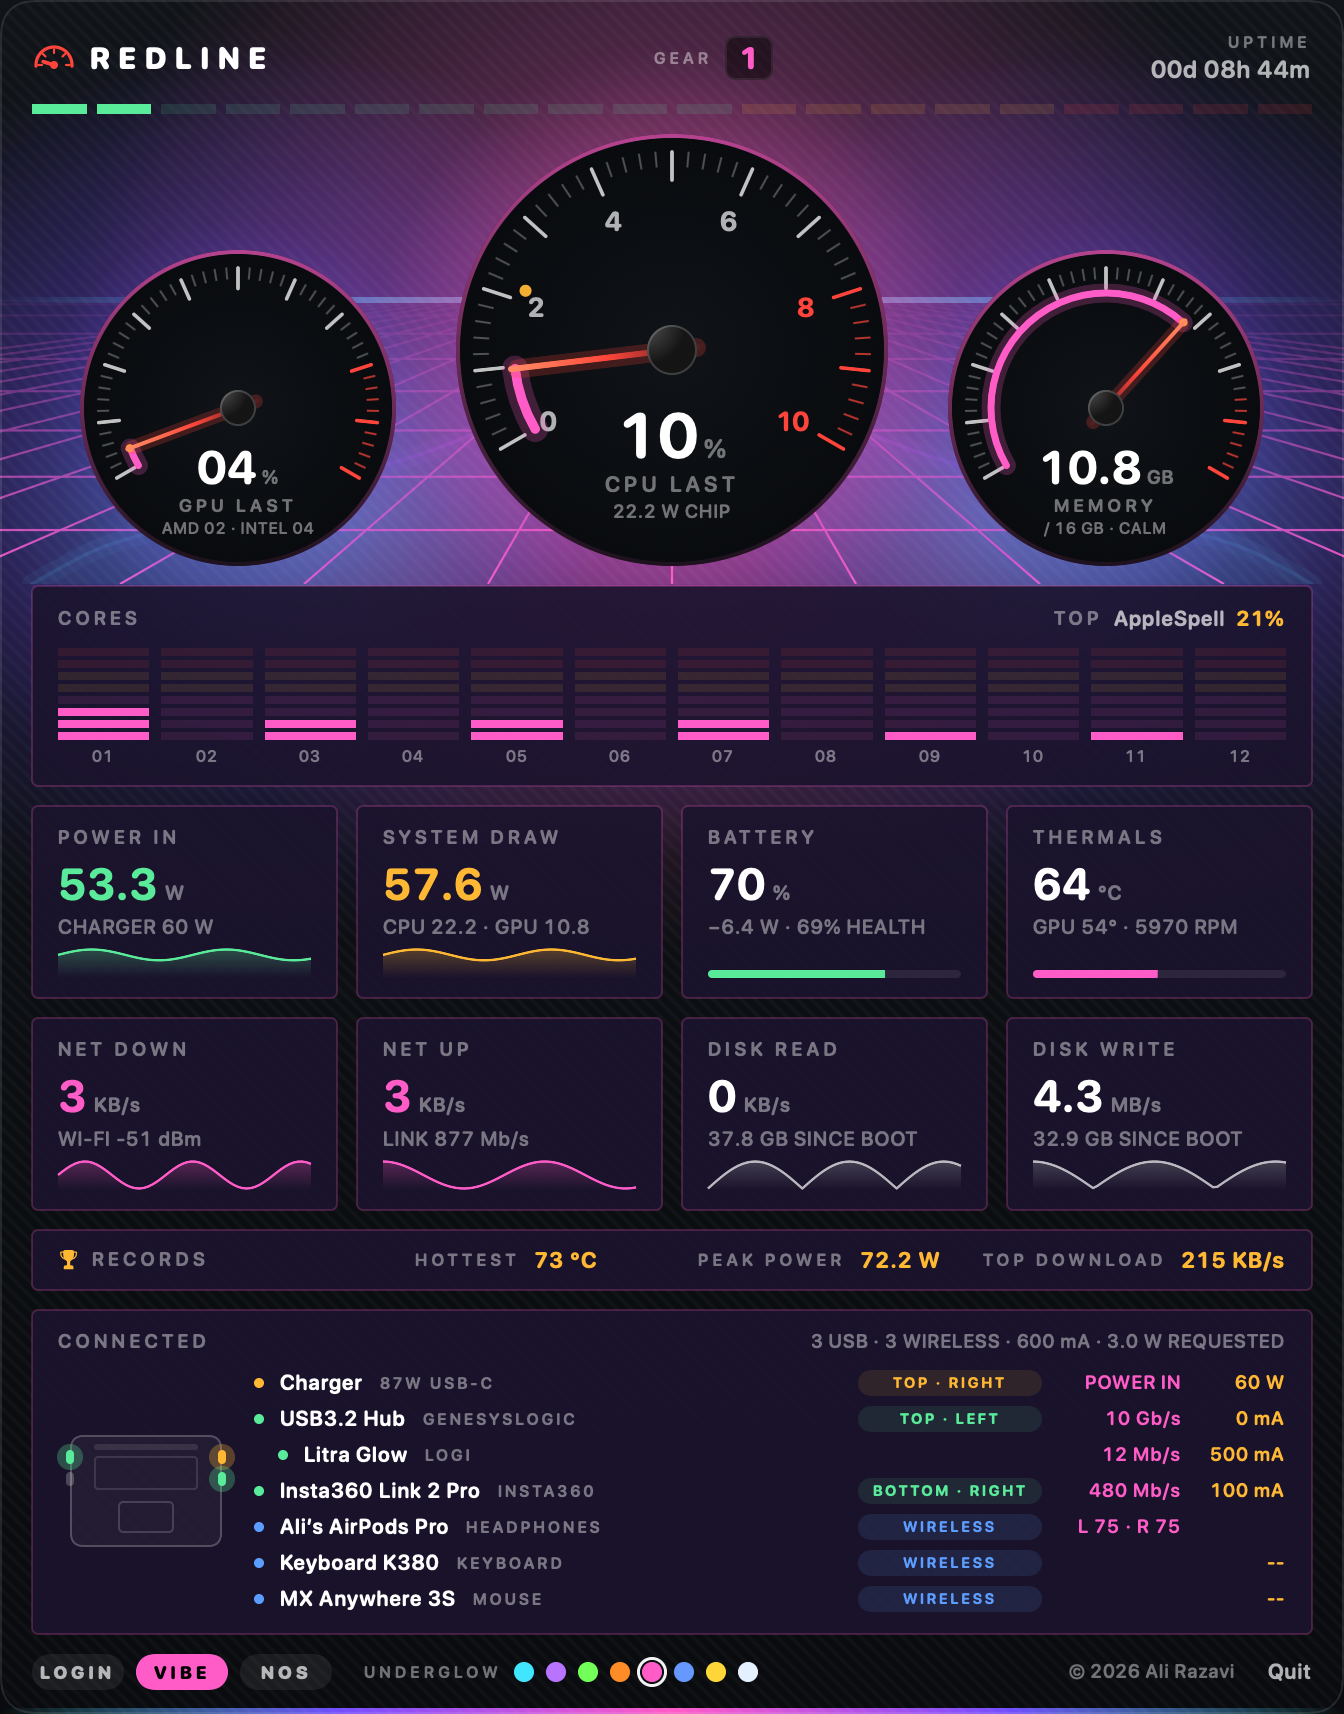 REDLINE
GEAR 1
UPTIME
00d 08h 44m
4 6
2 8
0 10
10 %
CPU LAST
22.2 W CHIP
04 %
GPU LAST
AMD 02 · INTEL 04
10.8 GB
MEMORY
/ 16 GB · CALM
CORES TOP AppleSpell 21%
01 02 03 04 05 06 07 08 09 10 11 12
POWER IN
53.3 W
CHARGER 60 W
SYSTEM DRAW
57.6 W
CPU 22.2 · GPU 10.8
BATTERY
70 %
−6.4 W · 69% HEALTH
THERMALS
64 °C
GPU 54° · 5970 RPM
NET DOWN
3 KB/s
WI-FI -51 dBm
NET UP
3 KB/s
LINK 877 Mb/s
DISK READ
0 KB/s
37.8 GB SINCE BOOT
DISK WRITE
4.3 MB/s
32.9 GB SINCE BOOT
RECORDS HOTTEST 73 °C PEAK POWER 72.2 W TOP DOWNLOAD 215 KB/s
CONNECTED 3 USB · 3 WIRELESS · 600 mA · 3.0 W REQUESTED
Charger 87W USB-C TOP · RIGHT POWER IN 60 W
USB3.2 Hub GENESYSLOGIC TOP · LEFT 10 Gb/s 0 mA
Litra Glow LOGI 12 Mb/s 500 mA
Insta360 Link 2 Pro INSTA360 BOTTOM · RIGHT 480 Mb/s 100 mA
Ali’s AirPods Pro HEADPHONES WIRELESS L 75 · R 75
Keyboard K380 KEYBOARD WIRELESS --
MX Anywhere 3S MOUSE WIRELESS --
LOGIN VIBE NOS UNDERGLOW © 2026 Ali Razavi Quit